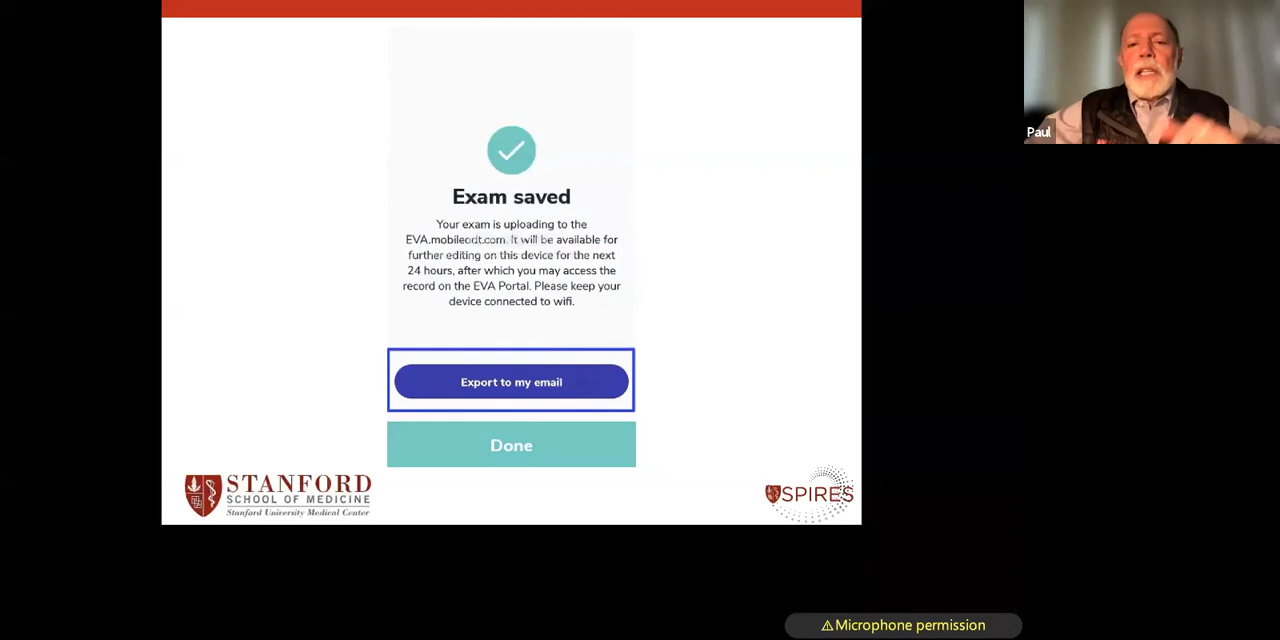 Exam saved
Your exam is uploading to the
EVA.mobileodt.com. It will be available for
further editing on this device for the next
24 hours, after which you may access the
record on the EVA Portal. Please keep your
device connected to wifi.
Export to my email
Done
STANFORD
SCHOOL OF MEDICINE
Stanford University Medical Center
SPIRES
Paul
Microphone permission